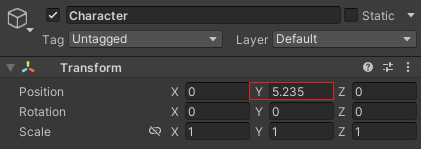 Character Static
Tag Untagged Layer Default
Transform
Position X 0 Y 5.235 Z 0
Rotation X 0 Y 0 Z 0
Scale X 1 Y 1 Z 1